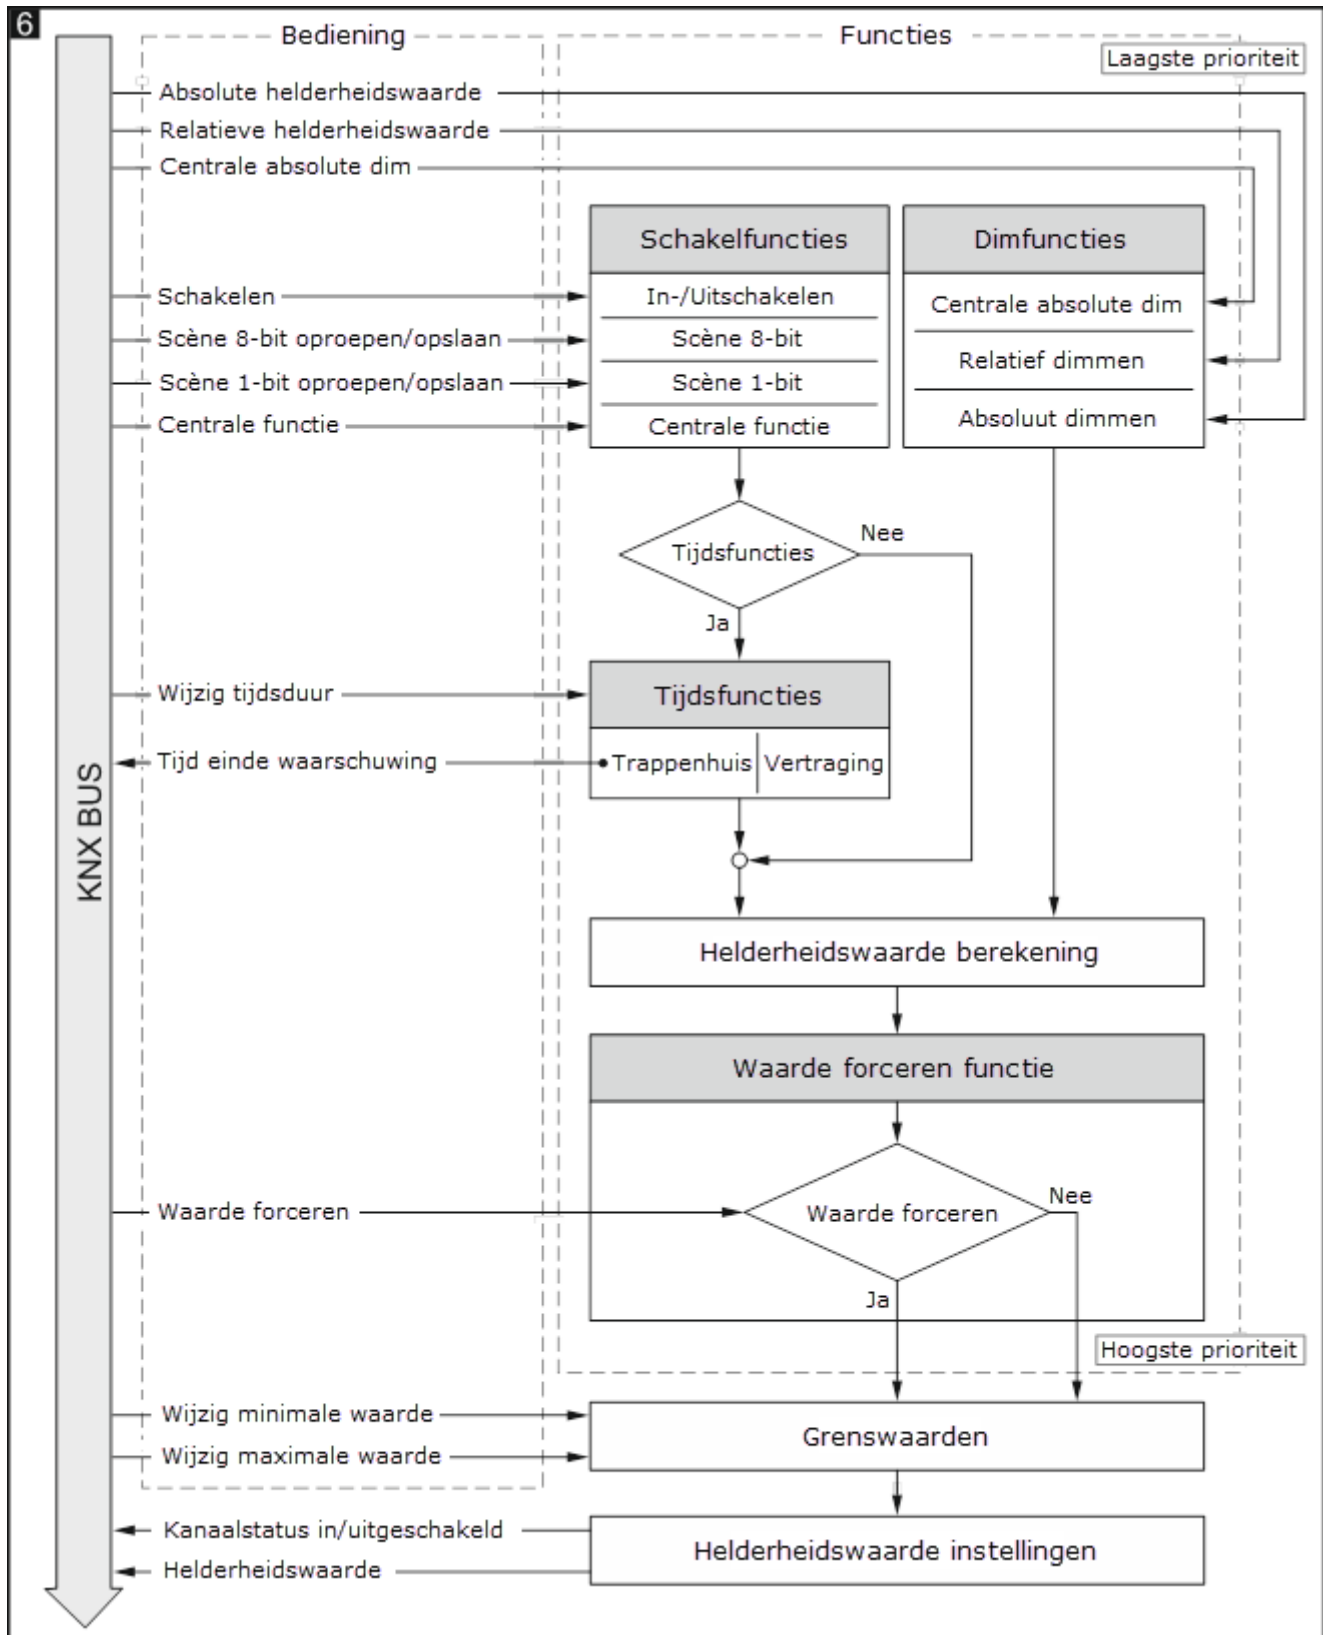 6
Bediening
Functies
Laagste prioriteit
Absolute helderheidswaarde
Relatieve helderheidswaarde
Centrale absolute dim
Schakelfuncties
Dimfuncties
Schakelen
In-/Uitschakelen
Centrale absolute dim
Scène 8-bit oproepen/opslaan
Scène 8-bit
Relatief dimmen
Scène 1-bit oproepen/opslaan
Scène 1-bit
Centrale functie
Centrale functie
Absoluut dimmen
Nee
Tijdsfuncties
Ja
Wijzig tijdsduur
Tijdsfuncties
Tijd einde waarschuwing
Trappenhuis
Vertraging
KNX BUS
Helderheidswaarde berekening
Waarde forceren functie
Nee
Waarde forceren
Waarde forceren
Ja
Hoogste prioriteit
Wijzig minimale waarde
Grenswaarden
Wijzig maximale waarde
Kanaalstatus in/uitgeschakeld
Helderheidswaarde instellingen
Helderheidswaarde